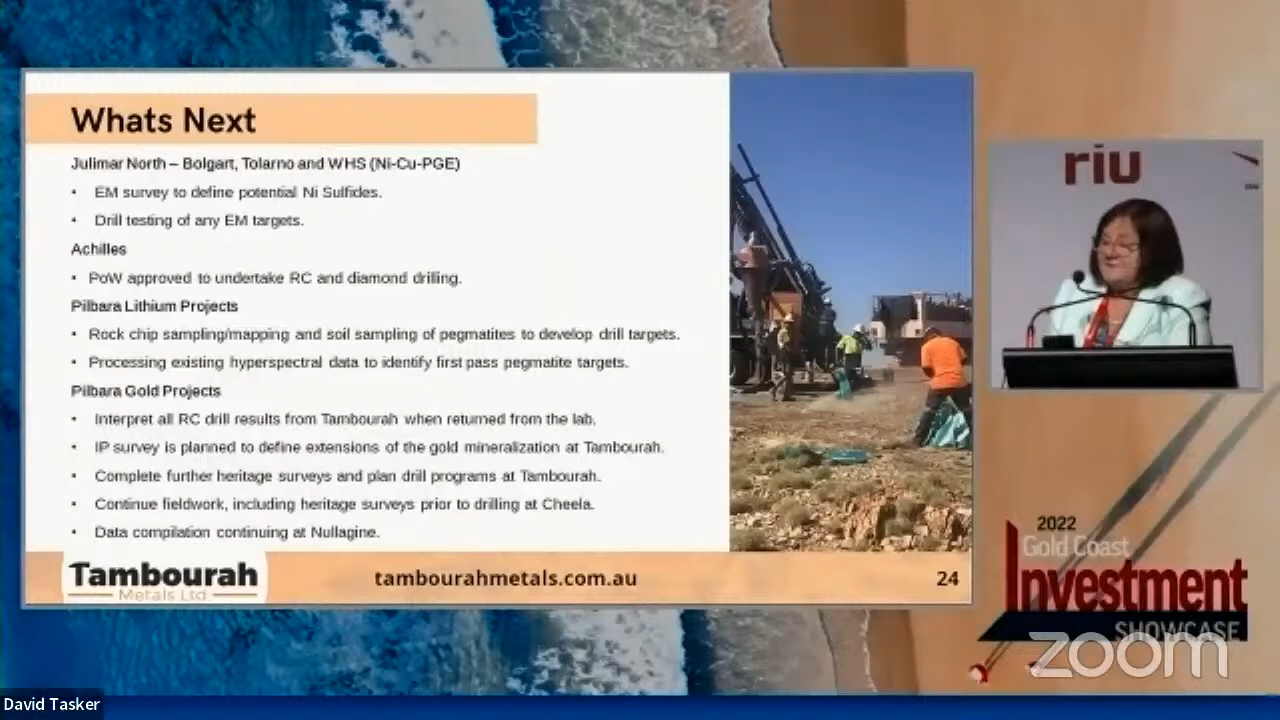 Whats Next
Julimar North – Bolgart, Tolarno and WHS (Ni-Cu-PGE)
• EM survey to define potential Ni Sulfides.
• Drill testing of any EM targets.
Achilles
• PoW approved to undertake RC and diamond drilling.
Pilbara Lithium Projects
• Rock chip sampling/mapping and soil sampling of pegmatites to develop drill targets.
• Processing existing hyperspectral data to identify first pass pegmatite targets.
Pilbara Gold Projects
• Interpret all RC drill results from Tambourah when returned from the lab.
• IP survey is planned to define extensions of the gold mineralization at Tambourah.
• Complete further heritage surveys and plan drill programs at Tambourah.
• Continue fieldwork, including heritage surveys prior to drilling at Cheela.
• Data compilation continuing at Nullagine.
Tambourah
Metals Ltd
tambourahmetals.com.au
24
riu
2022
Gold Coast
Investment
SHOWCASE
zoom
David Tasker